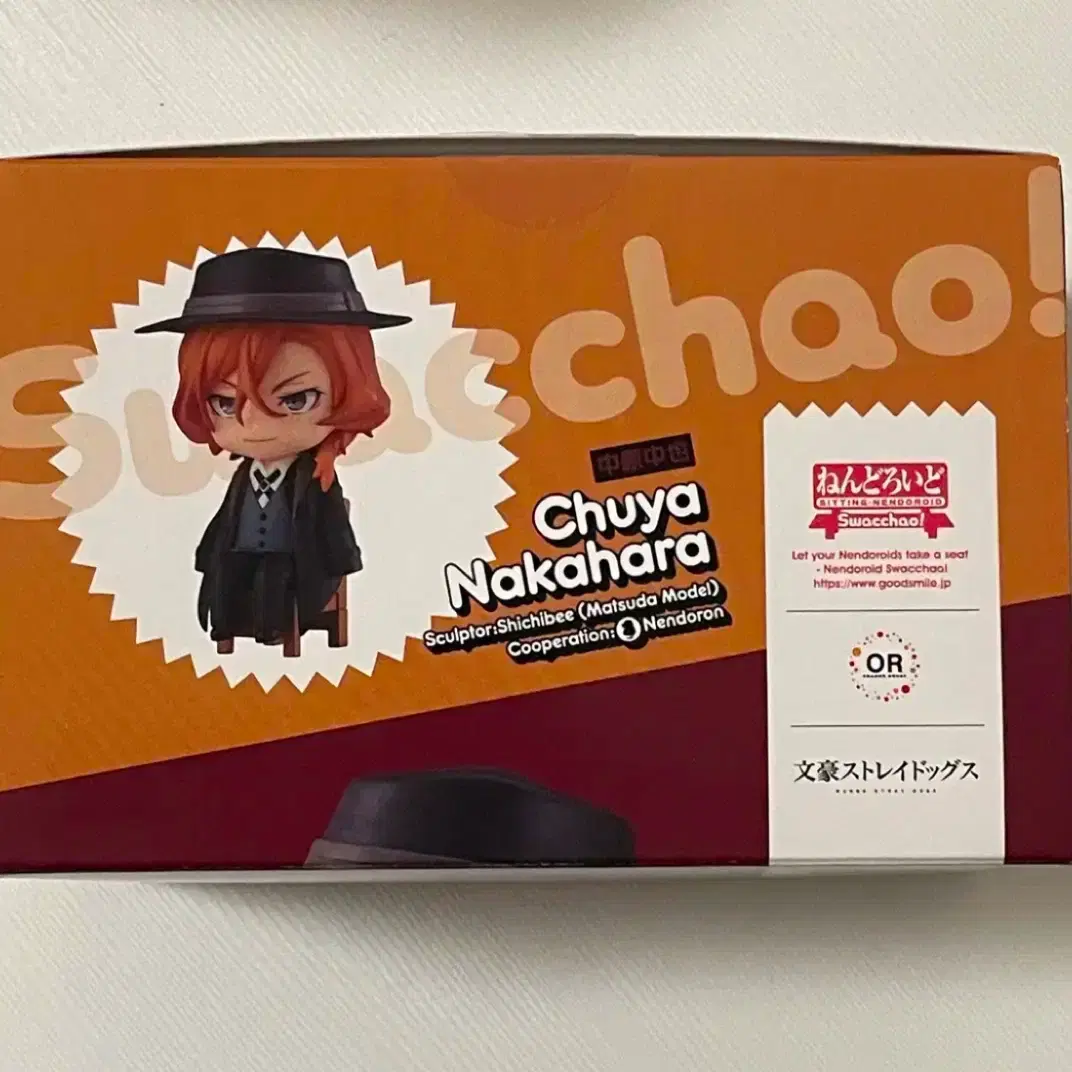 Swacchao!
中原中也
Chuya
Nakahara
Sculptor:Shichibee (Matsuda Model)
Cooperation: Nendoron
ねんどろいど
SITTING NENDOROID
Swacchao!
Let your Nendoroids take a seat
- Nendoroid Swacchao!
https://www.goodsmile.jp
OR
ORANGE ROUGE
文豪ストレイドッグス
BUNGO STRAY DOGS